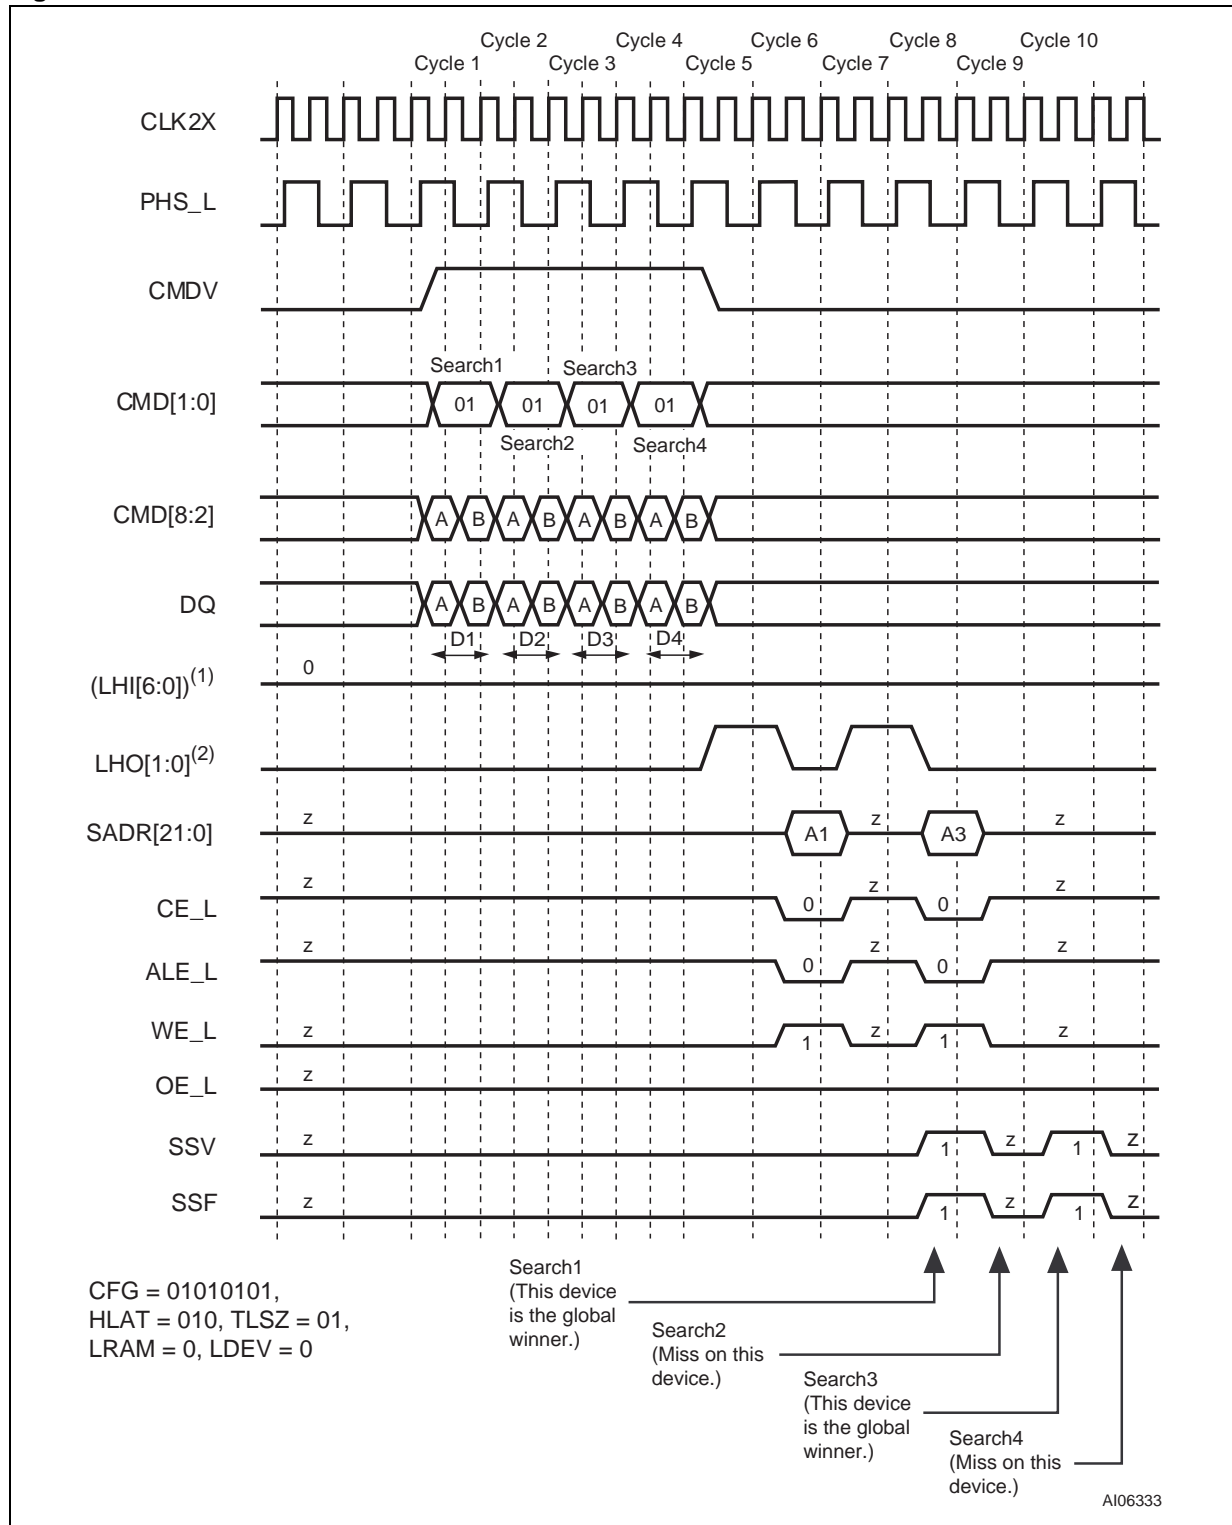 Cycle 2 Cycle 4 Cycle 6 Cycle 8 Cycle 10
Cycle 1 Cycle 3 Cycle 5 Cycle 7 Cycle 9
CLK2X
PHS_L
CMDV
Search1 Search3
CMD[1:0] 01 01 01 01
Search2 Search4
CMD[8:2] A B A B A B A B
DQ A B A B A B A B
D1 D2 D3 D4
(LHI[6:0])(1) 0
LHO[1:0](2)
SADR[21:0] z A1 z A3 z
CE_L z 0 z 0 z
ALE_L z 0 z 0 z
WE_L z 1 z 1 z
OE_L z
SSV z 1 z 1 z
SSF z 1 z 1 z
CFG = 01010101,
HLAT = 010, TLSZ = 01,
LRAM = 0, LDEV = 0
Search1
(This device
is the global
winner.)
Search2
(Miss on this
device.)
Search3
(This device
is the global
winner.)
Search4
(Miss on this
device.)
AI06333